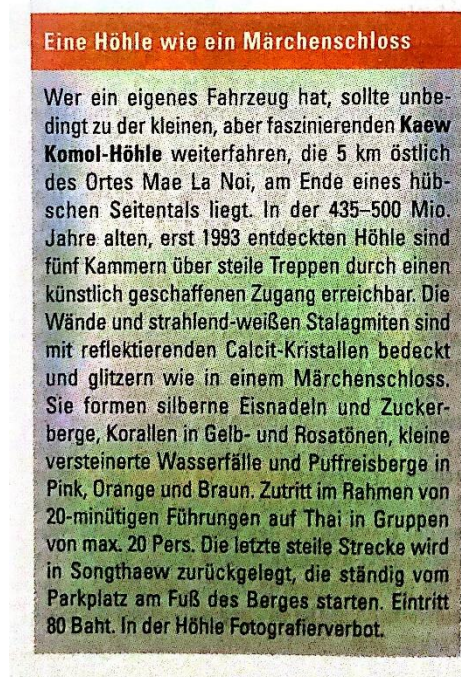 Eine Höhle wie ein Märchenschloss
Wer ein eigenes Fahrzeug hat, sollte unbe-
dingt zu der kleinen, aber faszinierenden Kaew
Komol-Höhle weiterfahren, die 5 km östlich
des Ortes Mae La Noi, am Ende eines hüb-
schen Seitentals liegt. In der 435–500 Mio.
Jahre alten, erst 1993 entdeckten Höhle sind
fünf Kammern über steile Treppen durch einen
künstlich geschaffenen Zugang erreichbar. Die
Wände und strahlend-weißen Stalagmiten sind
mit reflektierenden Calcit-Kristallen bedeckt
und glitzern wie in einem Märchenschloss.
Sie formen silberne Eisnadeln und Zucker-
berge, Korallen in Gelb- und Rosatönen, kleine
versteinerte Wasserfälle und Puffreisberge in
Pink, Orange und Braun. Zutritt im Rahmen von
20-minütigen Führungen auf Thai in Gruppen
von max. 20 Pers. Die letzte steile Strecke wird
in Songthaew zurückgelegt, die ständig vom
Parkplatz am Fuß des Berges starten. Eintritt
80 Baht. In der Höhle Fotografierverbot.